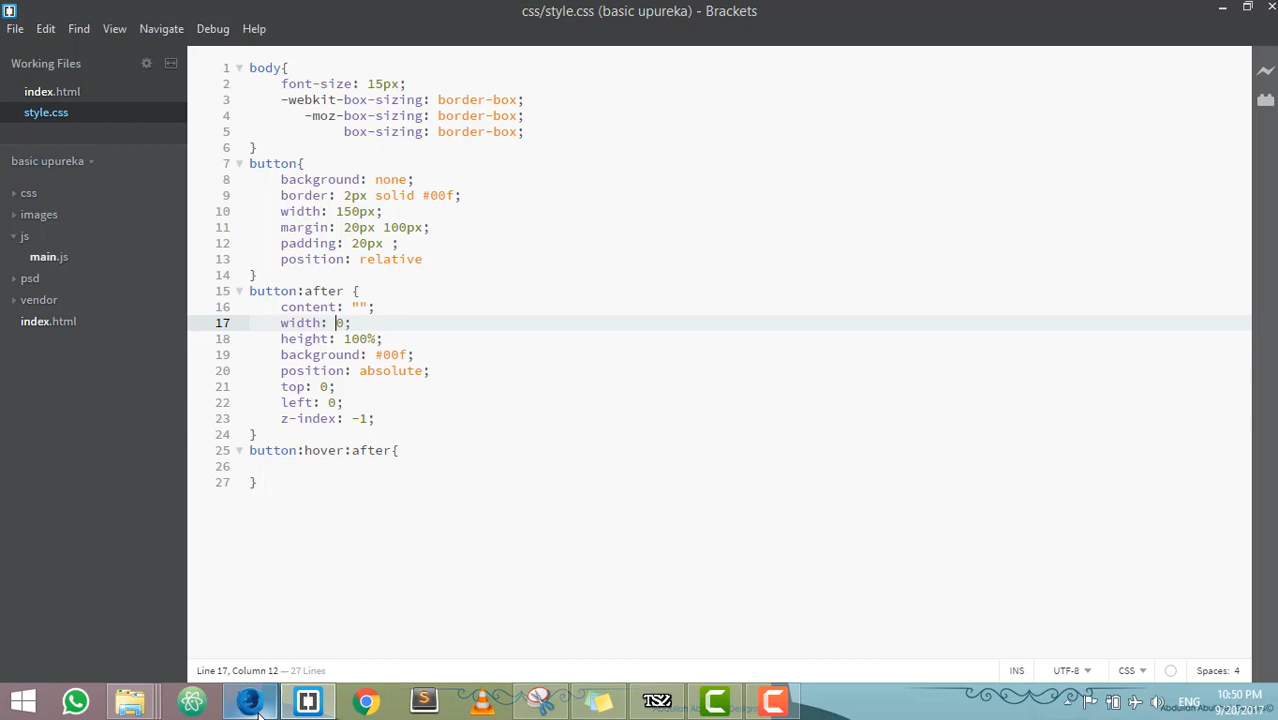 css/style.css (basic upureka) - Brackets
File Edit Find View Navigate Debug Help
Working Files
index.html
style.css
basic upureka
css
images
js
main.js
psd
vendor
index.html
1 body{
2 font-size: 15px;
3 -webkit-box-sizing: border-box;
4 -moz-box-sizing: border-box;
5 box-sizing: border-box;
6 }
7 button{
8 background: none;
9 border: 2px solid #00f;
10 width: 150px;
11 margin: 20px 100px;
12 padding: 20px ;
13 position: relative
14 }
15 button:after {
16 content: "";
17 width: 0;
18 height: 100%;
19 background: #00f;
20 position: absolute;
21 top: 0;
22 left: 0;
23 z-index: -1;
24 }
25 button:hover:after{
26
27 }
Line 17, Column 12 — 27 Lines
INS UTF-8 CSS Spaces: 4
S TSZ C C
ENG
10:50 PM
9/20/2017